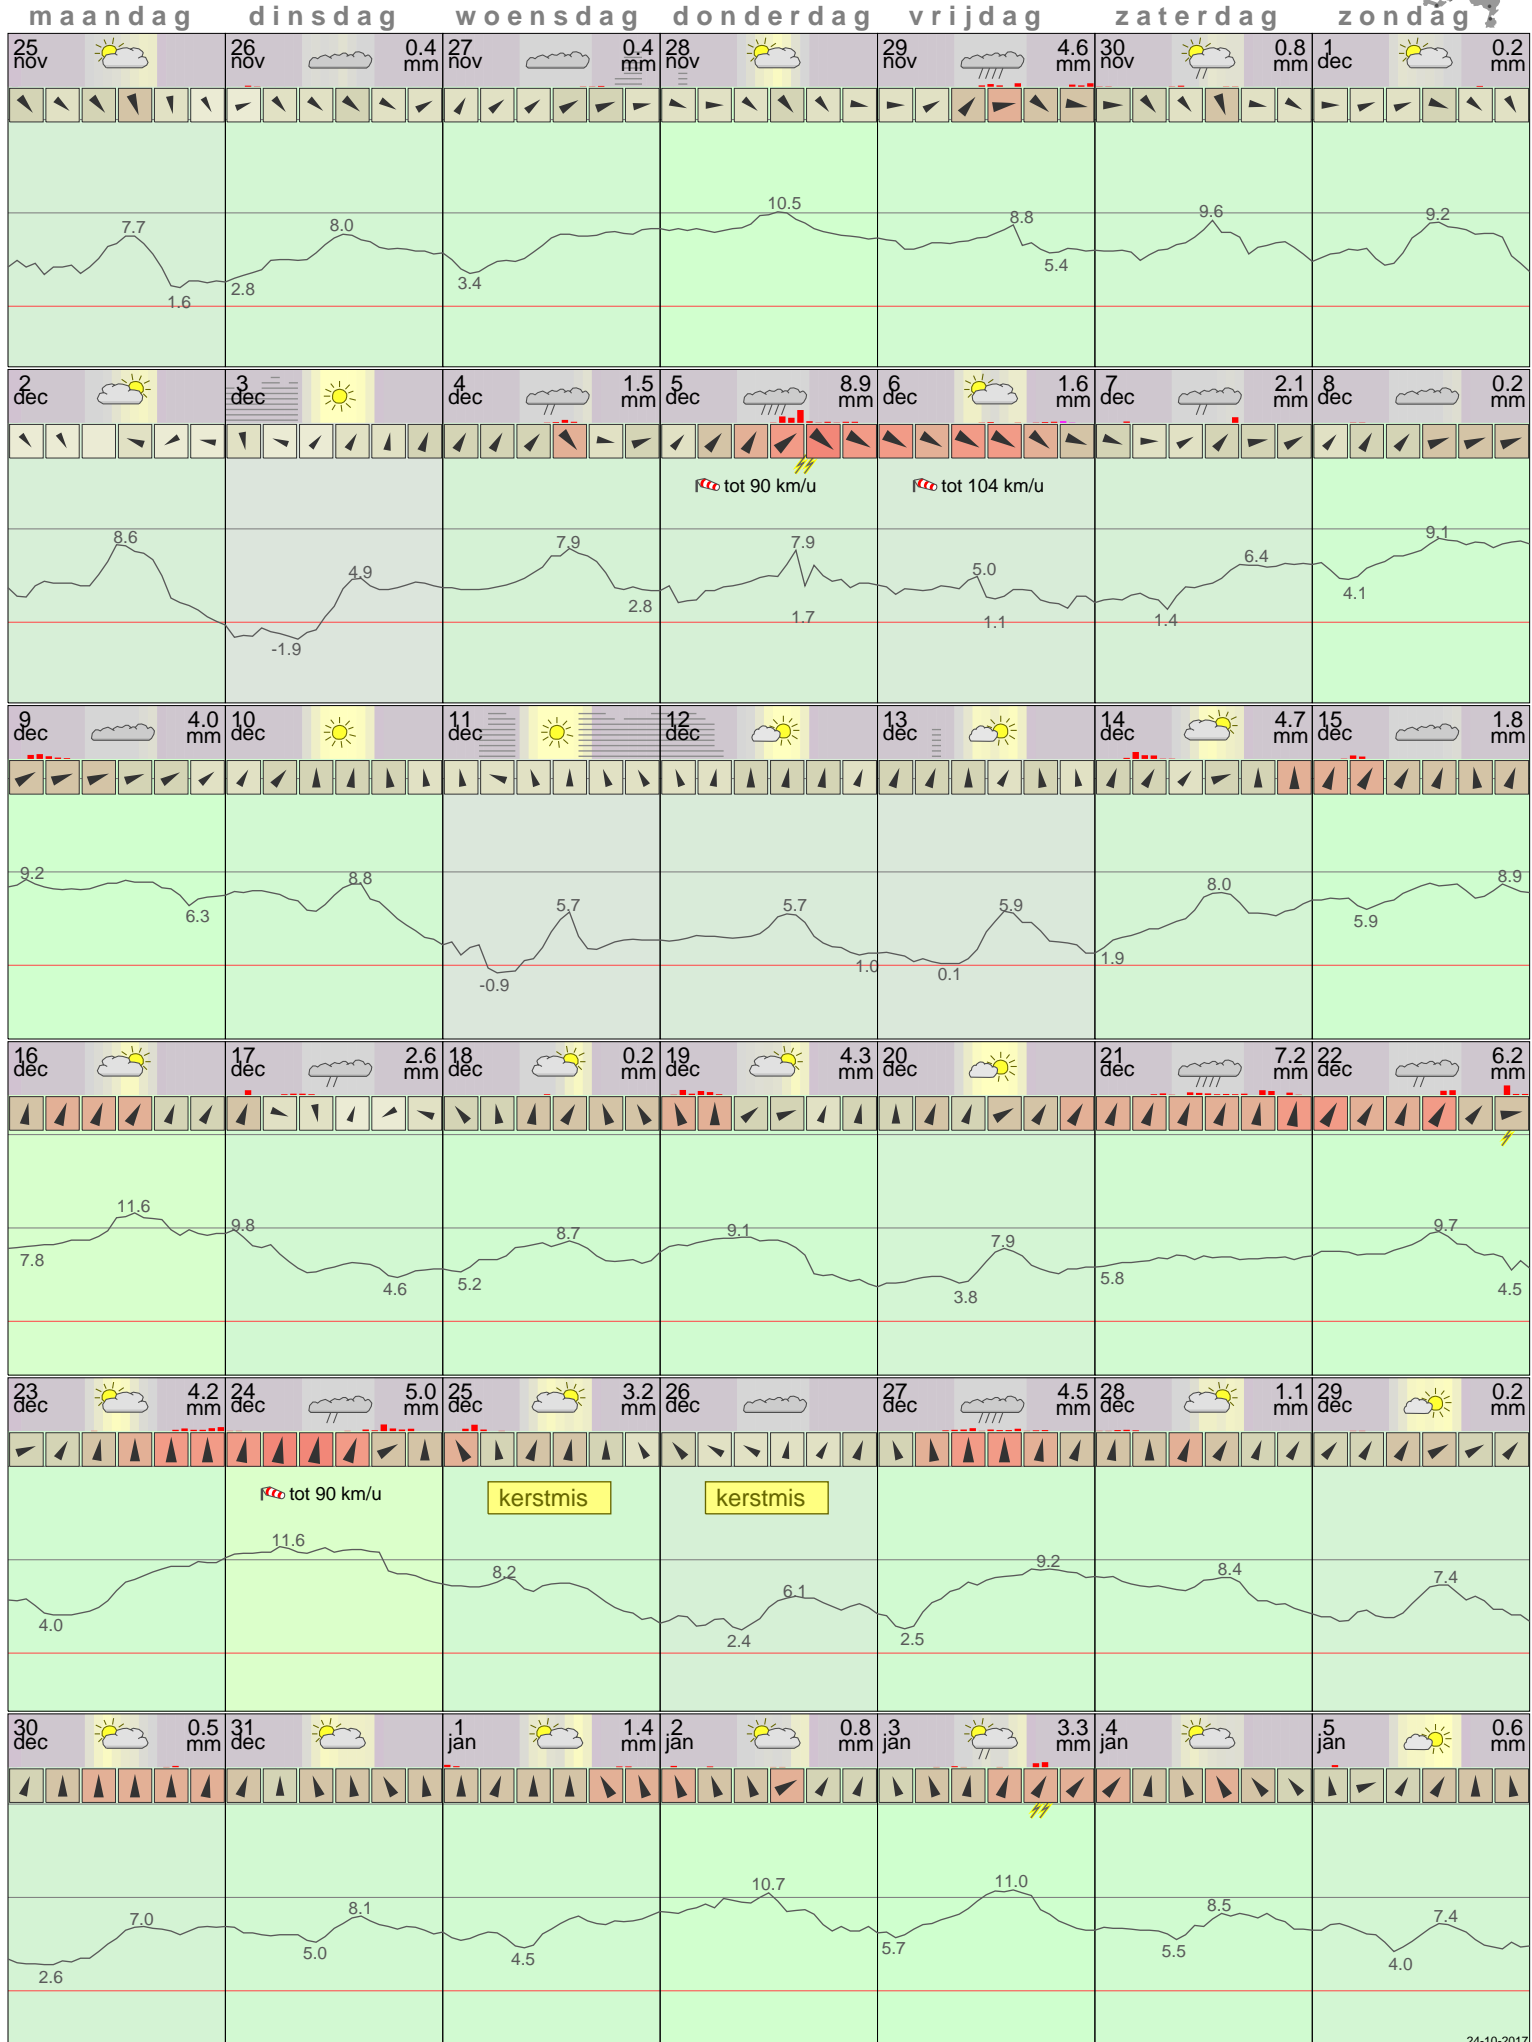 maandag dinsdag woensdag donderdag vrijdag zaterdag zondag
25 26 0.4 27 0.4 28 29 4.6 30 0.8 1 0.2
nov nov mm nov mm nov nov mm nov mm dec mm
7.7 8.0 10.5 8.8 9.6 9.2
1.6 2.8 3.4 5.4
2 3 4 1.5 5 8.9 6 1.6 7 2.1 8 0.2
dec dec dec mm dec mm dec mm dec mm dec mm
tot 90 km/u tot 104 km/u
8.6 4.9 7.9 7.9 5.0 6.4 9.1
-1.9 2.8 1.7 1.1 1.4 4.1
9 4.0 10 11 12 13 14 4.7 15 1.8
dec mm dec dec dec dec dec mm dec mm
9.2 8.8 5.7 5.7 5.9 8.0 8.9
6.3 -0.9 1.0 0.1 1.9 5.9
16 17 2.6 18 0.2 19 4.3 20 21 7.2 22 6.2
dec dec mm dec mm dec mm dec dec mm dec mm
11.6 9.8 8.7 9.1 7.9 9.7
7.8 4.6 5.2 3.8 5.8 4.5
23 4.2 24 5.0 25 3.2 26 27 4.5 28 1.1 29 0.2
dec mm dec mm dec mm dec dec mm dec mm dec mm
tot 90 km/u kerstmis kerstmis
11.6 8.2 6.1 9.2 8.4 7.4
4.0 2.4 2.5
30 0.5 31 1 1.4 2 0.8 3 3.3 4 5 0.6
dec mm dec jan mm jan mm jan mm jan jan mm
7.0 8.1 10.7 11.0 8.5 7.4
2.6 5.0 4.5 5.7 5.5 4.0
24-10-2017